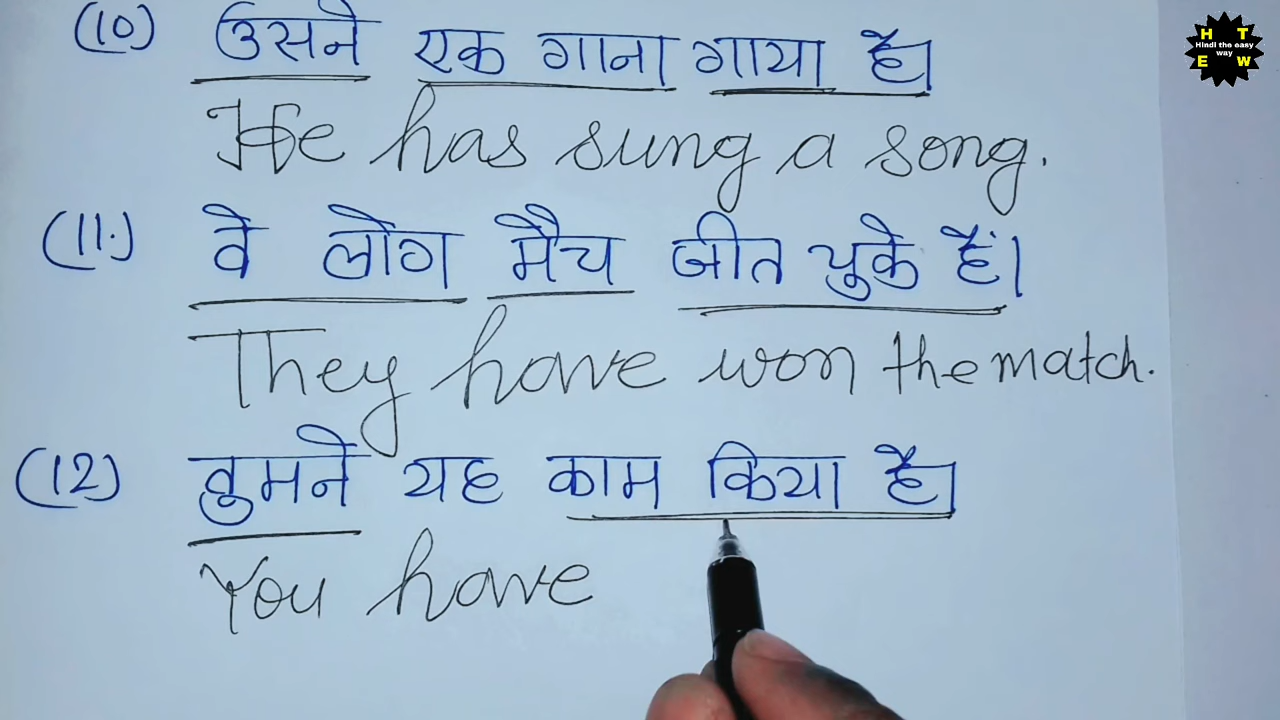 (10) उसने एक गाना गाया है।
He has sung a song.
(11.) वे लोग मैच जीत चुके हैं।
They have won the match.
(12) तुमने यह काम किया है।
You have
H T
Hindi the easy
way
E W